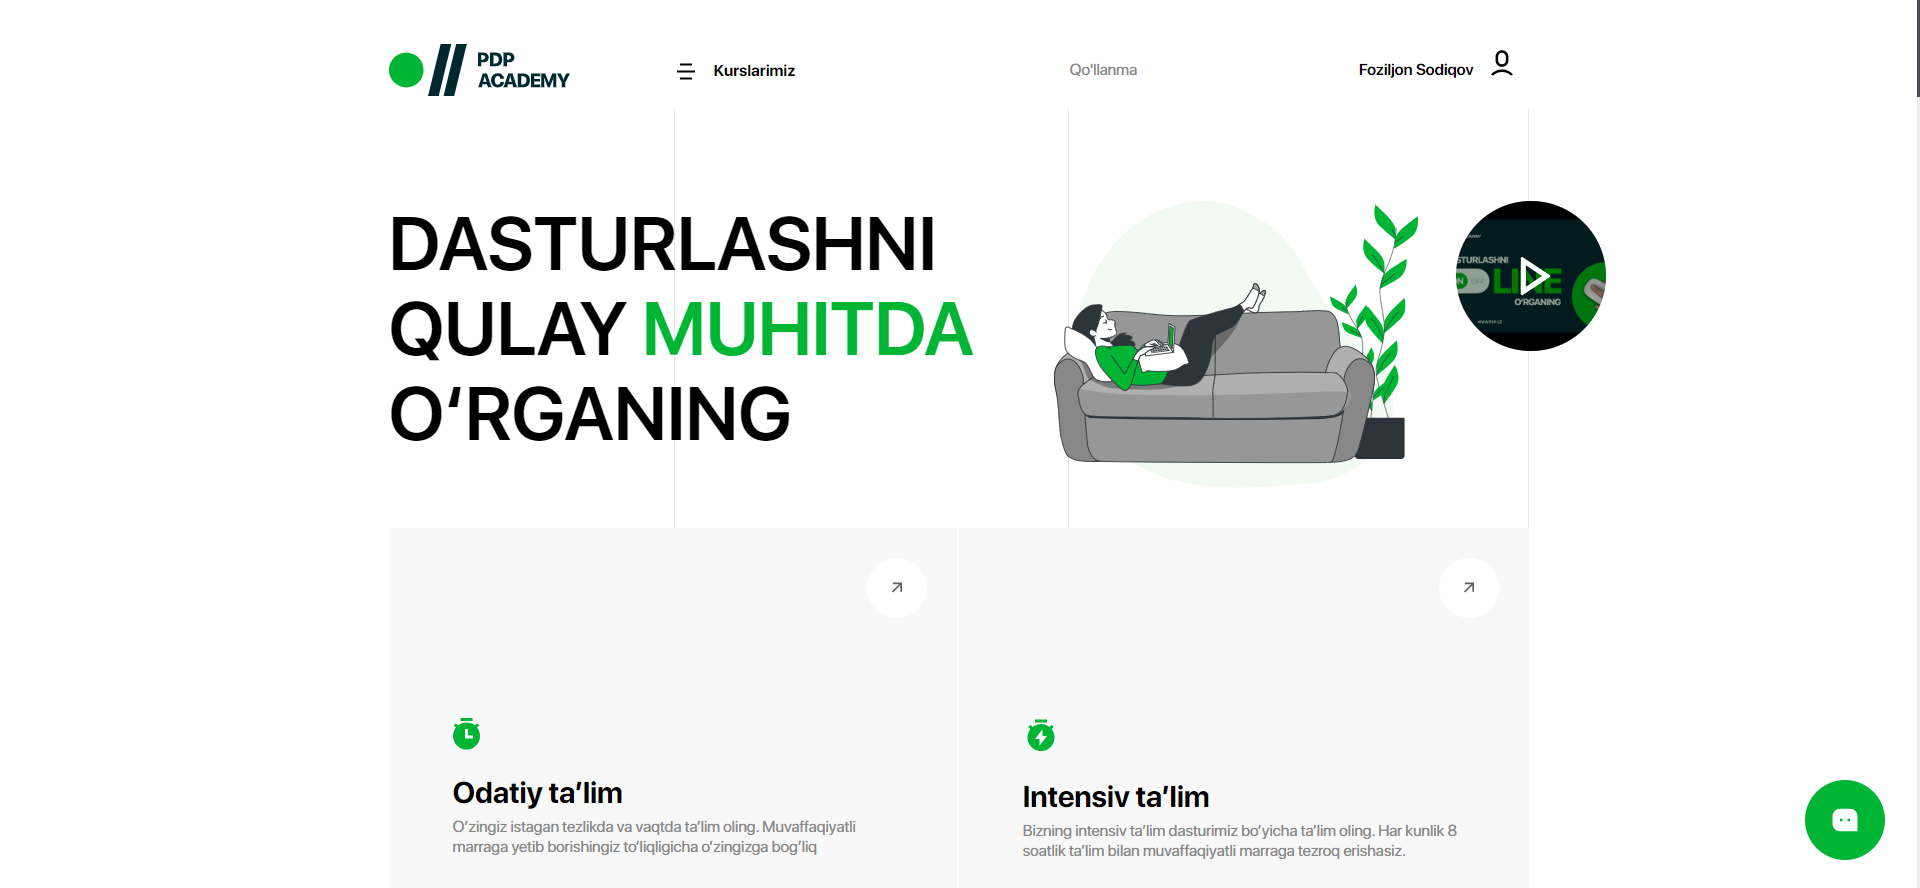 PDP
ACADEMY
Kurslarimiz
Qo'llanma
Foziljon Sodiqov
DASTURLASHNI
QULAY MUHITDA
O‘RGANING
STURLASHNI
OFF
LINE
O‘RGANING
Odatiy ta’lim
O‘zingiz istagan tezlikda va vaqtda ta’lim oling. Muvaffaqiyatli
marraga yetib borishingiz to‘liqligicha o‘zingizga bog‘liq
Intensiv ta’lim
Bizning intensiv ta’lim dasturimiz bo‘yicha ta’lim oling. Har kunlik 8
soatlik ta’lim bilan muvaffaqiyatli marraga tezroq erishasiz.